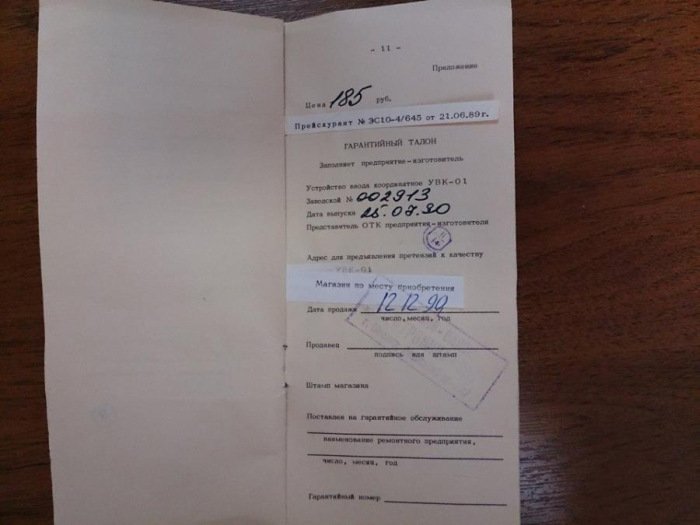 - 11 -
Приложение
Цена 185 руб.
Прейскурант № ЭС10-4/645 от 21.06.89г.
ГАРАНТИЙНЫЙ ТАЛОН
Заполняет предприятие-изготовитель
Устройство ввода координатное УВК-01
Заводской № 002913
Дата выпуска 25.07.90
Представитель ОТК предприятия-изготовителя
Адрес для предъявления претензий к качеству
УВК-01
Магазин по месту приобретения
Дата продажи 12.12.90
число, месяц, год
Продавец
подпись или штамп
Штамп магазина
Поставлен на гарантийное обслуживание
наименование ремонтного предприятия,
число, месяц, год
Гарантийный номер